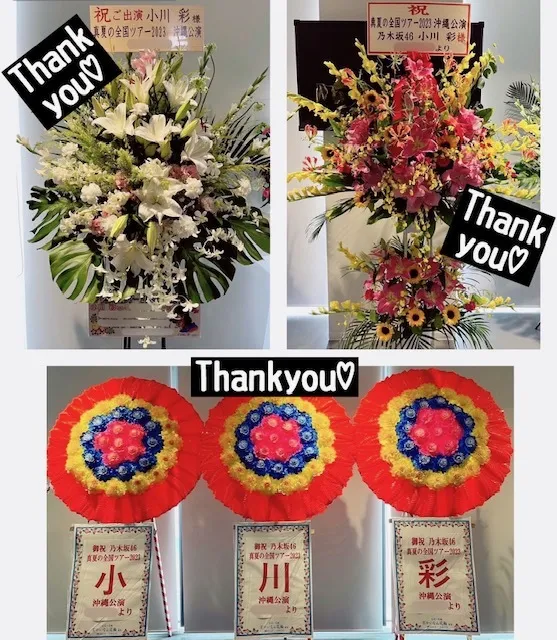 祝ご出演 小川 彩様
真夏の全国ツアー2023 沖縄公演
Thank
you♡
祝
真夏の全国ツアー2023 沖縄公演
乃木坂46 小川 彩様
より
Thank
you♡
Thankyou♡
御祝 乃木坂46
真夏の全国ツアー2023
小
沖縄公演
より
御祝 乃木坂46
真夏の全国ツアー2023
川
沖縄公演
より
御祝 乃木坂46
真夏の全国ツアー2023
彩
沖縄公演
より